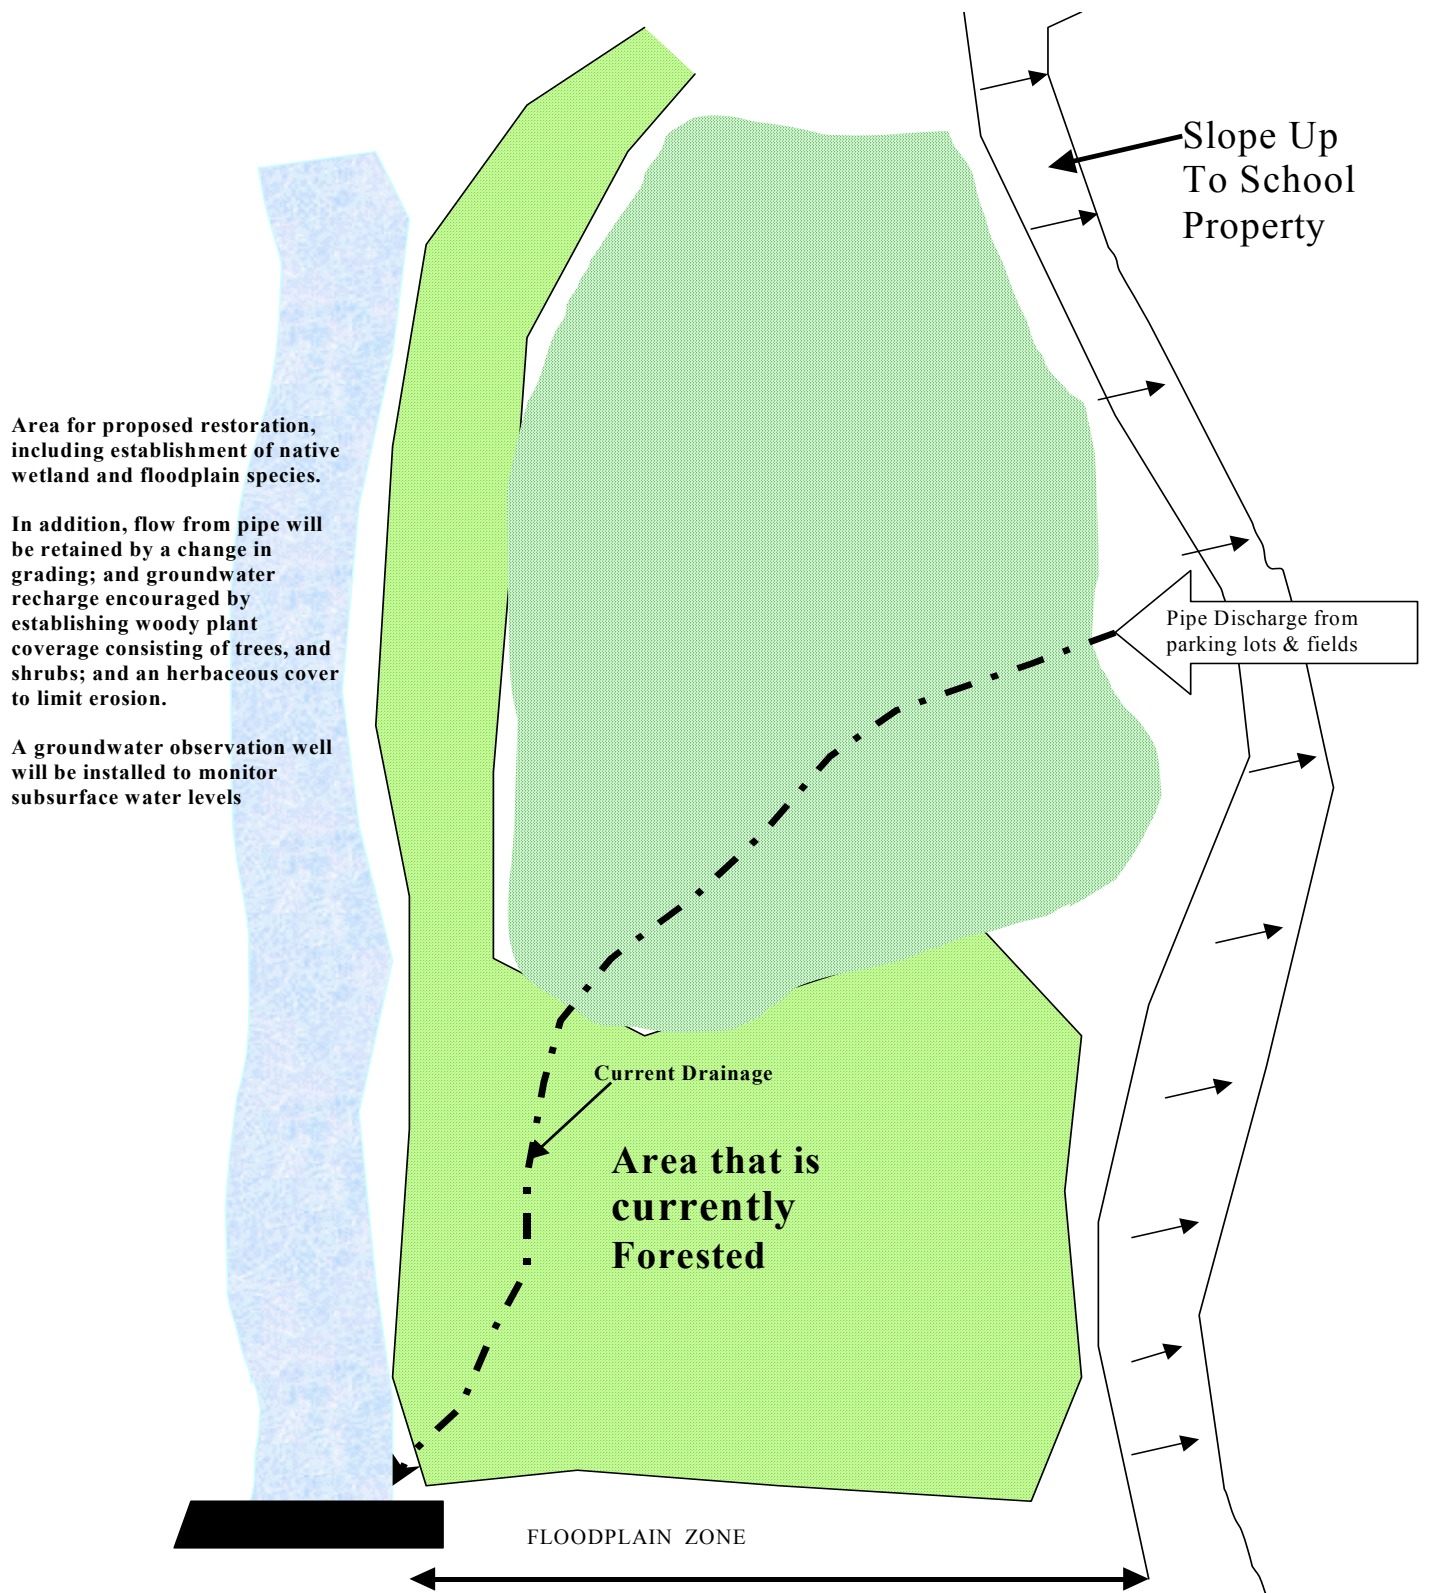 Slope Up
To School
Property
Area for proposed restoration,
including establishment of native
wetland and floodplain species.
In addition, flow from pipe will
be retained by a change in
grading; and groundwater
recharge encouraged by
establishing woody plant
coverage consisting of trees, and
shrubs; and an herbaceous cover
to limit erosion.
A groundwater observation well
will be installed to monitor
subsurface water levels
Pipe Discharge from
parking lots & fields
Current Drainage
Area that is
currently
Forested
FLOODPLAIN ZONE